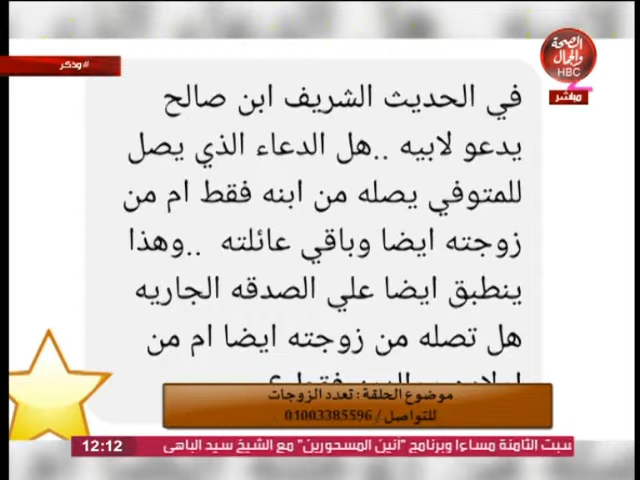 #وذكر
الصحة
والجمال
HBC
2
مباشر
في الحديث الشريف ابن صالح
يدعو لابيه ..هل الدعاء الذي يصل
للمتوفي يصله من ابنه فقط ام من
زوجته ايضا وباقي عائلته ..وهذا
ينطبق ايضا علي الصدقه الجاريه
هل تصله من زوجته ايضا ام من
موضوع الحلقة : تعدد الزوجات
للتواصل / 01003385596
12:12
سبت الثامنة مساءا وبرنامج "انين المسحورين" مع الشيخ سيد الباهى